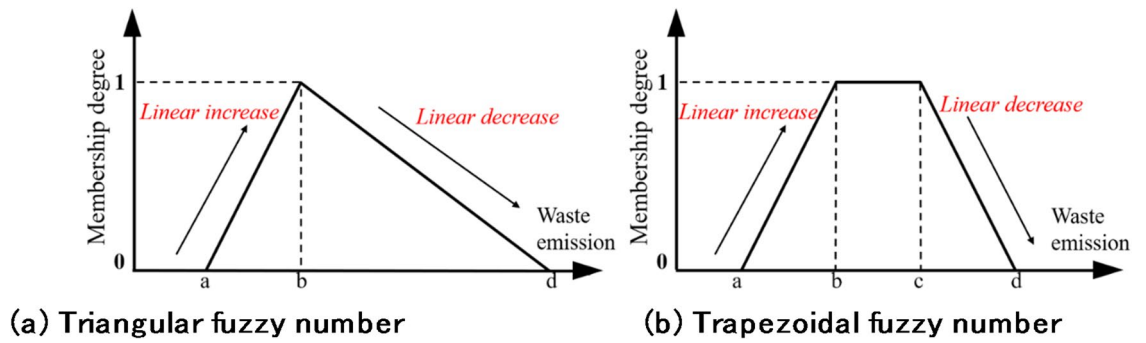 Membership degree
1
0
Linear increase
Linear decrease
Waste
emission
a
b
d
(a) Triangular fuzzy number
Membership degree
1
0
Linear increase
Linear decrease
Waste
emission
a
b
c
d
(b) Trapezoidal fuzzy number